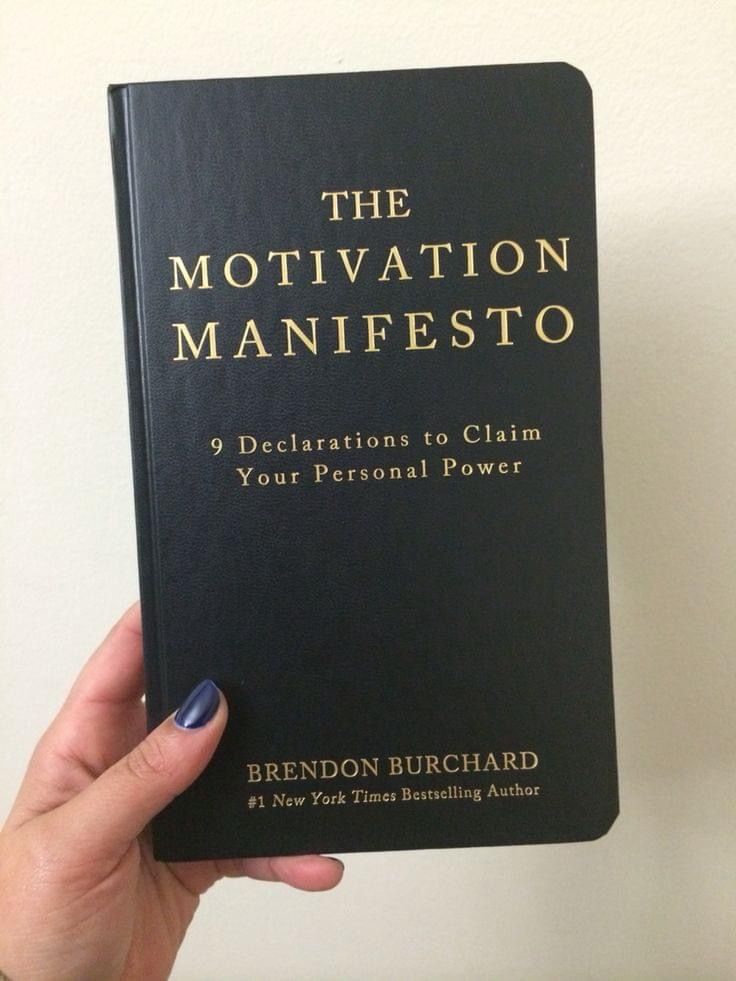 THE
MOTIVATION
MANIFESTO
9 Declarations to Claim
Your Personal Power
BRENDON BURCHARD
#1 New York Times Bestselling Author